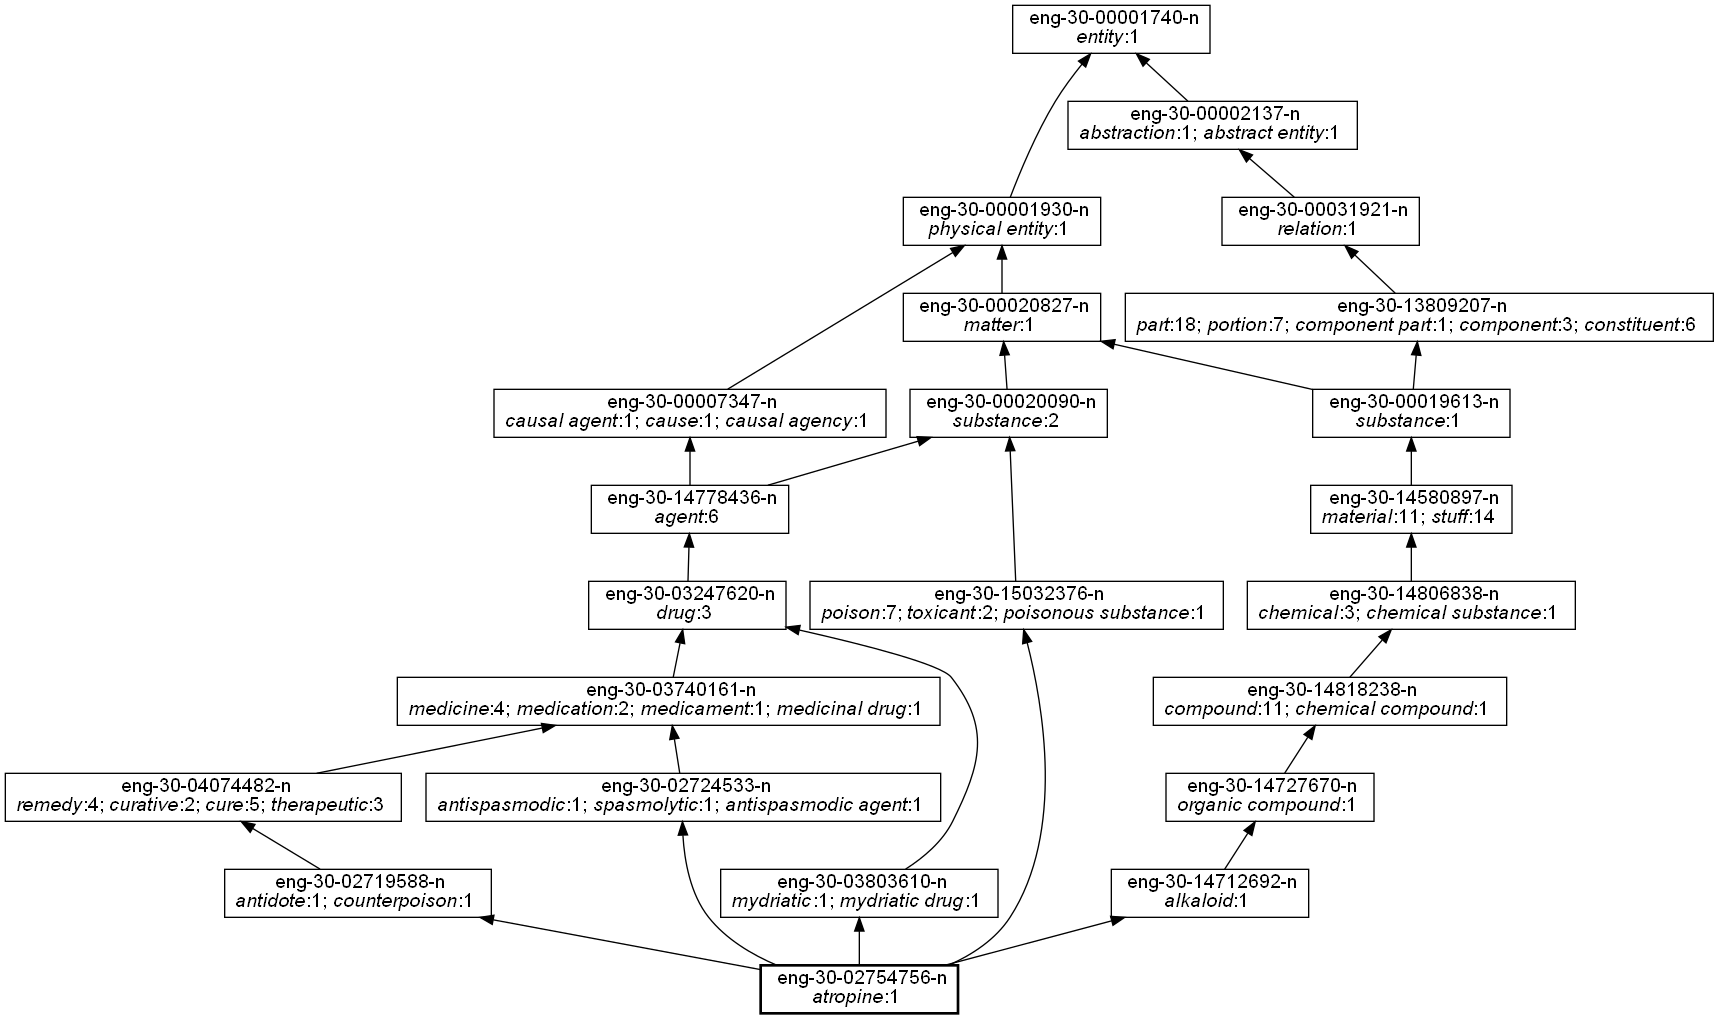 eng-30-00001740-n
entity:1
eng-30-00002137-n
abstraction:1; abstract entity:1
eng-30-00001930-n
physical entity:1
eng-30-00031921-n
relation:1
eng-30-00020827-n
matter:1
eng-30-13809207-n
part:18; portion:7; component part:1; component:3; constituent:6
eng-30-00007347-n
causal agent:1; cause:1; causal agency:1
eng-30-00020090-n
substance:2
eng-30-00019613-n
substance:1
eng-30-14778436-n
agent:6
eng-30-14580897-n
material:11; stuff:14
eng-30-03247620-n
drug:3
eng-30-15032376-n
poison:7; toxicant:2; poisonous substance:1
eng-30-14806838-n
chemical:3; chemical substance:1
eng-30-03740161-n
medicine:4; medication:2; medicament:1; medicinal drug:1
eng-30-14818238-n
compound:11; chemical compound:1
eng-30-04074482-n
remedy:4; curative:2; cure:5; therapeutic:3
eng-30-02724533-n
antispasmodic:1; spasmolytic:1; antispasmodic agent:1
eng-30-14727670-n
organic compound:1
eng-30-02719588-n
antidote:1; counterpoison:1
eng-30-03803610-n
mydriatic:1; mydriatic drug:1
eng-30-14712692-n
alkaloid:1
eng-30-02754756-n
atropine:1